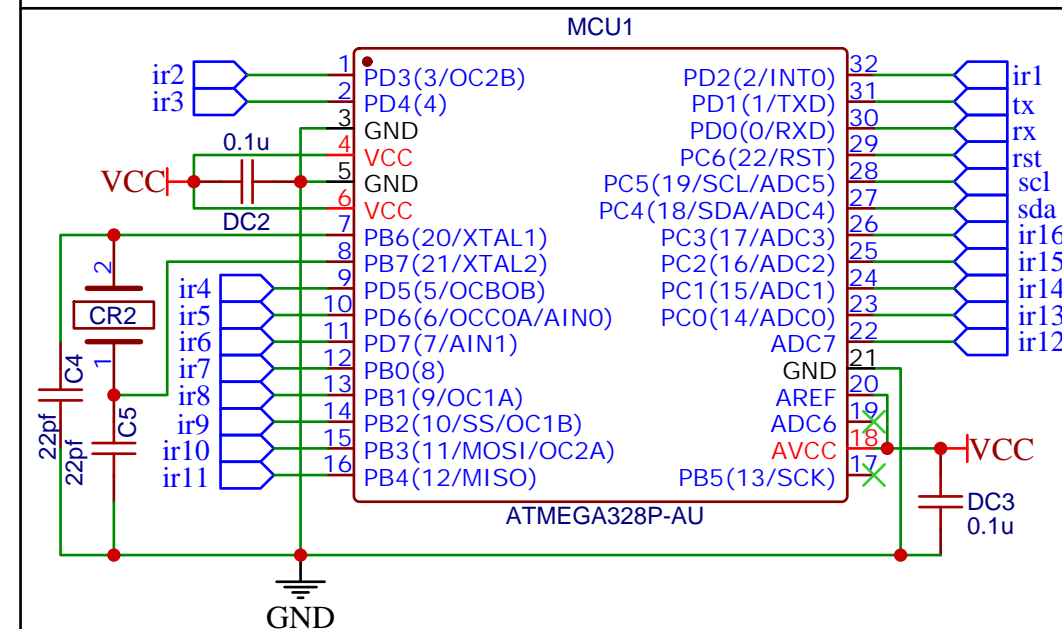 MCU1
ir2 1 PD3(3/OC2B) PD2(2/INT0) 32 ir1
ir3 2 PD4(4) PD1(1/TXD) 31 tx
3 GND PD0(0/RXD) 30 rx
0.1u 4 VCC PC6(22/RST) 29 rst
VCC 5 GND PC5(19/SCL/ADC5) 28 scl
DC2 6 VCC PC4(18/SDA/ADC4) 27 sda
7 PB6(20/XTAL1) PC3(17/ADC3) 26 ir16
2 8 PB7(21/XTAL2) PC2(16/ADC2) 25 ir15
ir4 9 PD5(5/OCBOB) PC1(15/ADC1) 24 ir14
CR2 ir5 10 PD6(6/OCC0A/AIN0) PC0(14/ADC0) 23 ir13
1 ir6 11 PD7(7/AIN1) ADC7 22 ir12
C4 ir7 12 PB0(8) GND 21
ir8 13 PB1(9/OC1A) AREF 20
C5 ir9 14 PB2(10/SS/OC1B) ADC6 19
22pf 22pf ir10 15 PB3(11/MOSI/OC2A) AVCC 18 VCC
ir11 16 PB4(12/MISO) PB5(13/SCK) 17
DC3
ATMEGA328P-AU 0.1u
GND